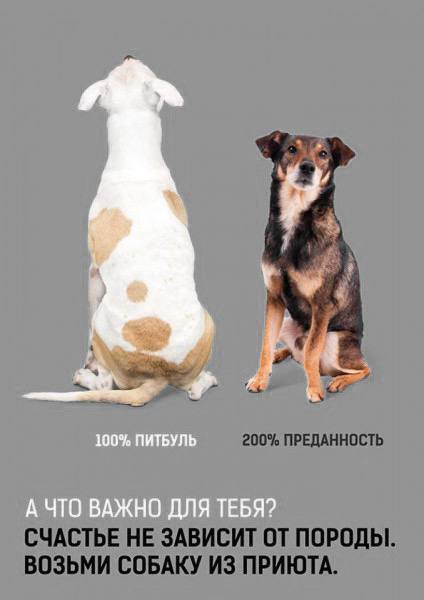 100% ПИТБУЛЬ 200% ПРЕДАННОСТЬ
А ЧТО ВАЖНО ДЛЯ ТЕБЯ?
СЧАСТЬЕ НЕ ЗАВИСИТ ОТ ПОРОДЫ.
ВОЗЬМИ СОБАКУ ИЗ ПРИЮТА.